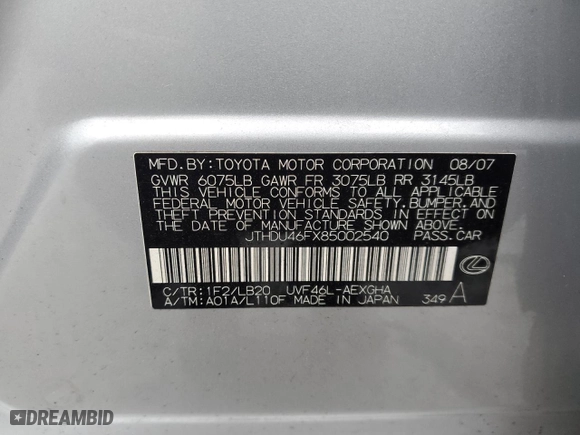 MFD.BY:TOYOTA MOTOR CORPORATION 08/07
GVWR 6075LB GAWR FR 3075LB RR 3145LB
THIS VEHICLE CONFORMS TO ALL APPLICABLE
FEDERAL MOTOR VEHICLE SAFETY,BUMPER,AND
THEFT PREVENTION STANDARDS IN EFFECT ON
THE DATE OF MANUFACTURE SHOWN ABOVE.
JTHDU46FX85002540 PASS.CAR
C/TR:1F2/LB20 UVF46L-AEXGHA
A/TM:A01A/L110F MADE IN JAPAN 349 A
DREAMBID